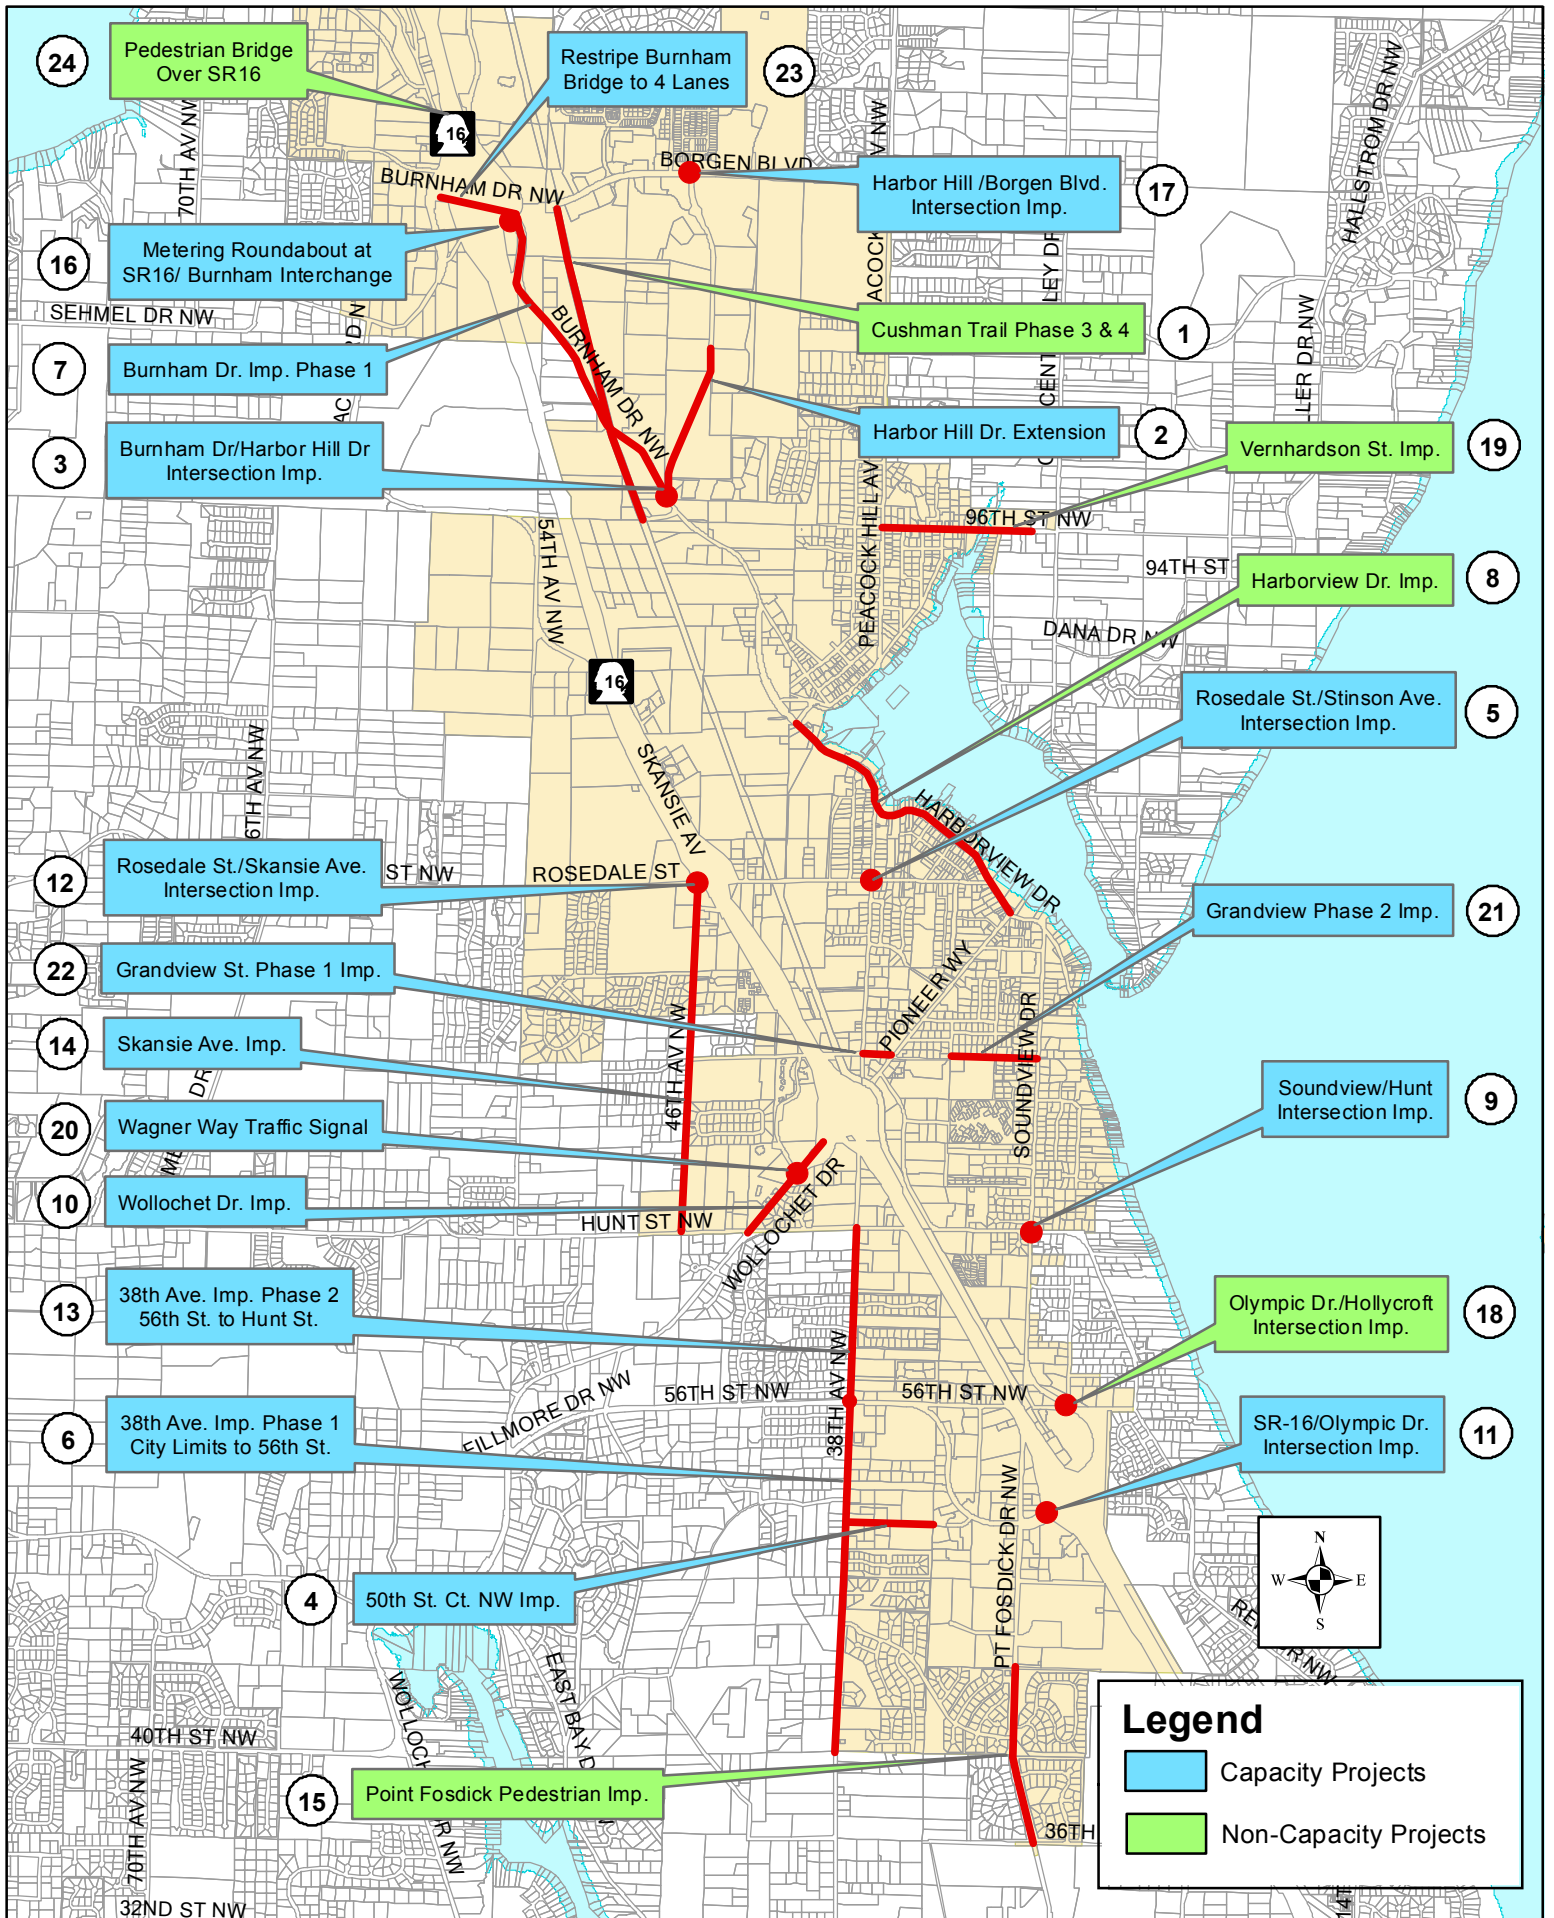 24
Pedestrian Bridge
Over SR16
Restripe Burnham
Bridge to 4 Lanes
23
16
70TH AV NW
BURNHAM DR NW
BORGEN BLVD
HALLSTROM DR NW
Harbor Hill /Borgen Blvd.
Intersection Imp.
17
16
Metering Roundabout at
SR16/ Burnham Interchange
SEHMEL DR NW
BURNHAM DR NW
Cushman Trail Phase 3 & 4
1
7
Burnham Dr. Imp. Phase 1
Harbor Hill Dr. Extension
2
3
Burnham Dr/Harbor Hill Dr
Intersection Imp.
Vernhardson St. Imp.
19
96TH ST NW
54TH AV NW
PEACOCK HILL AV
94TH ST
Harborview Dr. Imp.
8
DANA DR NW
16
Rosedale St./Stinson Ave.
Intersection Imp.
5
SKANSIE AV
HARBORVIEW DR
12
Rosedale St./Skansie Ave.
Intersection Imp.
ST NW
ROSEDALE ST
Grandview Phase 2 Imp.
21
22
Grandview St. Phase 1 Imp.
PIONEER WY
SOUNDVIEW DR
46TH AV NW
14
Skansie Ave. Imp.
Soundview/Hunt
Intersection Imp.
9
20
Wagner Way Traffic Signal
10
Wollochet Dr. Imp.
HUNT ST NW
WOLLOCHET DR
13
38th Ave. Imp. Phase 2
56th St. to Hunt St.
Olympic Dr./Hollycroft
Intersection Imp.
18
38TH AV NW
56TH ST NW
56TH ST NW
FILLMORE DR NW
6
38th Ave. Imp. Phase 1
City Limits to 56th St.
SR-16/Olympic Dr.
Intersection Imp.
11
PT FOSDICK DR NW
4
50th St. Ct. NW Imp.
N
W
E
S
EAST BAY D
40TH ST NW
70TH AV NW
15
Point Fosdick Pedestrian Imp.
36TH
32ND ST NW
Legend
Capacity Projects
Non-Capacity Projects